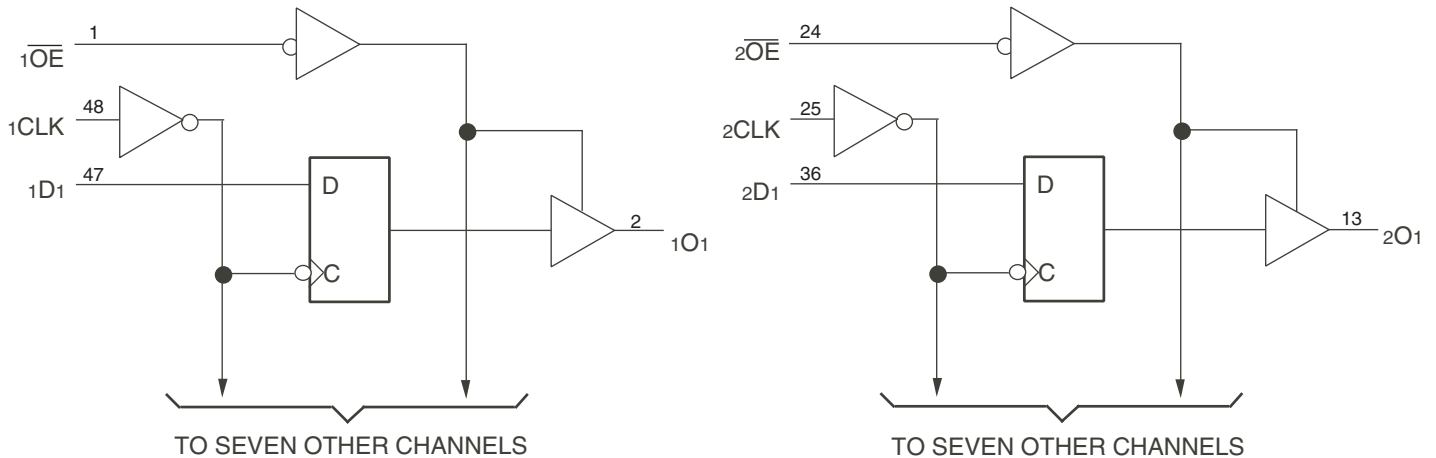 1
1OE
48
1CLK
47
1D1
D
C
2
1O1
TO SEVEN OTHER CHANNELS
24
2OE
25
2CLK
36
2D1
D
C
13
2O1
TO SEVEN OTHER CHANNELS